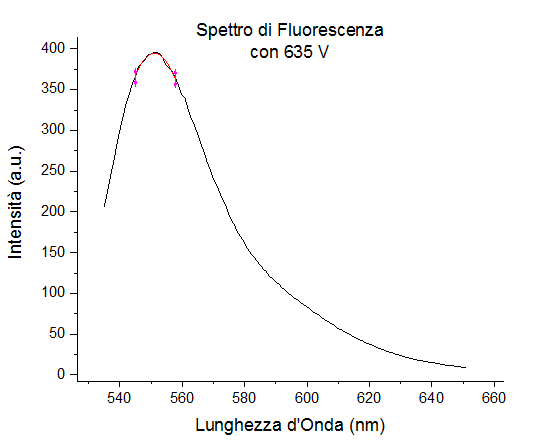 Spettro di Fluorescenza
con 635 V
400
350
300
250
200
150
100
50
0
Intensità (a.u.)
540 560 580 600 620 640 660
Lunghezza d'Onda (nm)